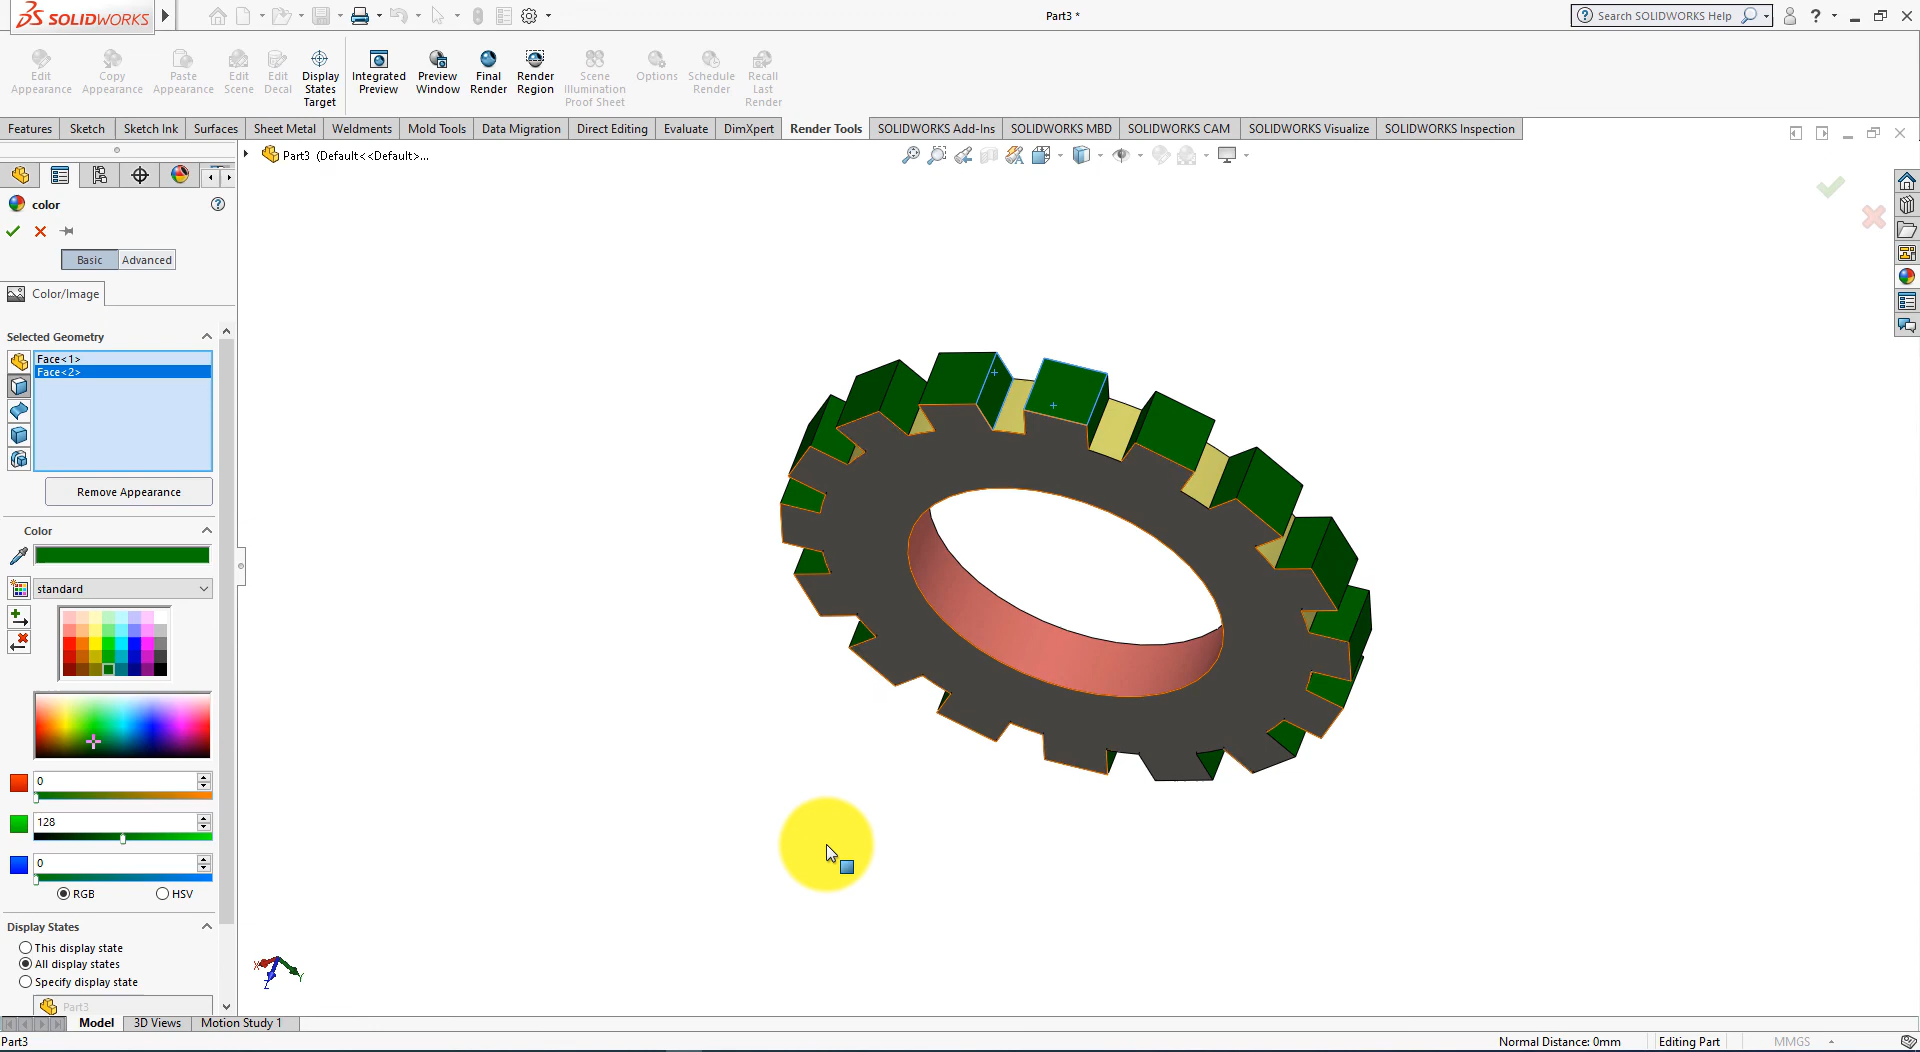 SOLIDWORKS
Part3 *
Search SOLIDWORKS Help
Edit Appearance
Copy Appearance
Paste Appearance
Edit Scene
Edit Decal
Display States Target
Integrated Preview
Preview Window
Final Render
Render Region
Scene Illumination Proof Sheet
Options
Schedule Render
Recall Last Render
Features
Sketch
Sketch Ink
Surfaces
Sheet Metal
Weldments
Mold Tools
Data Migration
Direct Editing
Evaluate
DimXpert
Render Tools
SOLIDWORKS Add-Ins
SOLIDWORKS MBD
SOLIDWORKS CAM
SOLIDWORKS Visualize
SOLIDWORKS Inspection
Part3 (Default<<Default>...
color
Basic
Advanced
Color/Image
Selected Geometry
Face<1>
Face<2>
Remove Appearance
Color
standard
0
128
0
RGB
HSV
Display States
This display state
All display states
Specify display state
Part3
X
Y
Z
Model
3D Views
Motion Study 1
Part3
Normal Distance: 0mm
Editing Part
MMGS